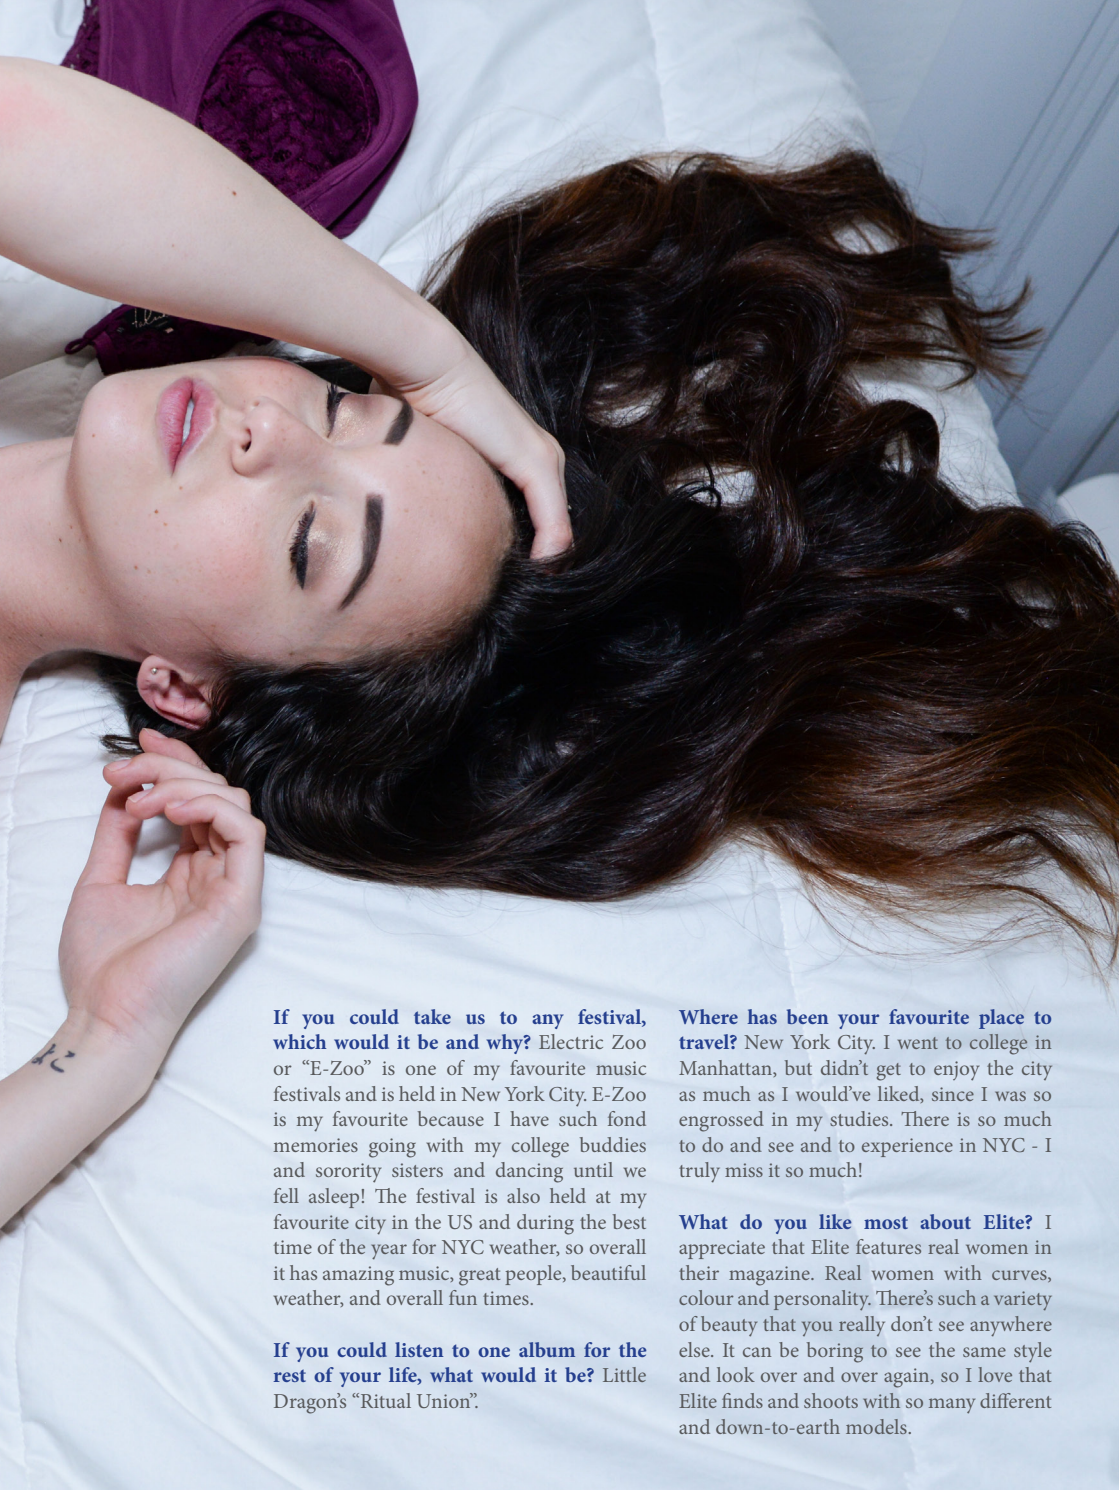 If you could take us to any festival,
which would it be and why? Electric Zoo
or “E-Zoo” is one of my favourite music
festivals and is held in New York City. E-Zoo
is my favourite because I have such fond
memories going with my college buddies
and sorority sisters and dancing until we
fell asleep! The festival is also held at my
favourite city in the US and during the best
time of the year for NYC weather, so overall
it has amazing music, great people, beautiful
weather, and overall fun times.
If you could listen to one album for the
rest of your life, what would it be? Little
Dragon’s “Ritual Union”.
Where has been your favourite place to
travel? New York City. I went to college in
Manhattan, but didn’t get to enjoy the city
as much as I would’ve liked, since I was so
engrossed in my studies. There is so much
to do and see and to experience in NYC - I
truly miss it so much!
What do you like most about Elite? I
appreciate that Elite features real women in
their magazine. Real women with curves,
colour and personality. There’s such a variety
of beauty that you really don’t see anywhere
else. It can be boring to see the same style
and look over and over again, so I love that
Elite finds and shoots with so many different
and down-to-earth models.